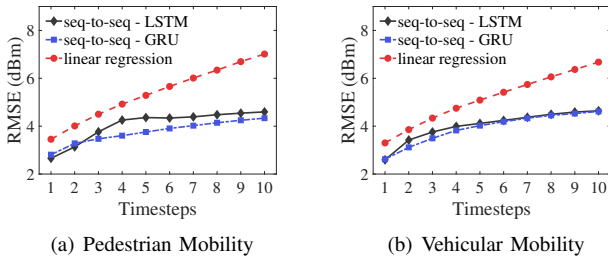 seq-to-seq - LSTM
seq-to-seq - GRU
linear regression
RMSE (dBm)
8
6
4
2
1 2 3 4 5 6 7 8 9 10
Timesteps
(a) Pedestrian Mobility
seq-to-seq - LSTM
seq-to-seq - GRU
linear regression
RMSE (dBm)
8
6
4
2
1 2 3 4 5 6 7 8 9 10
Timesteps
(b) Vehicular Mobility